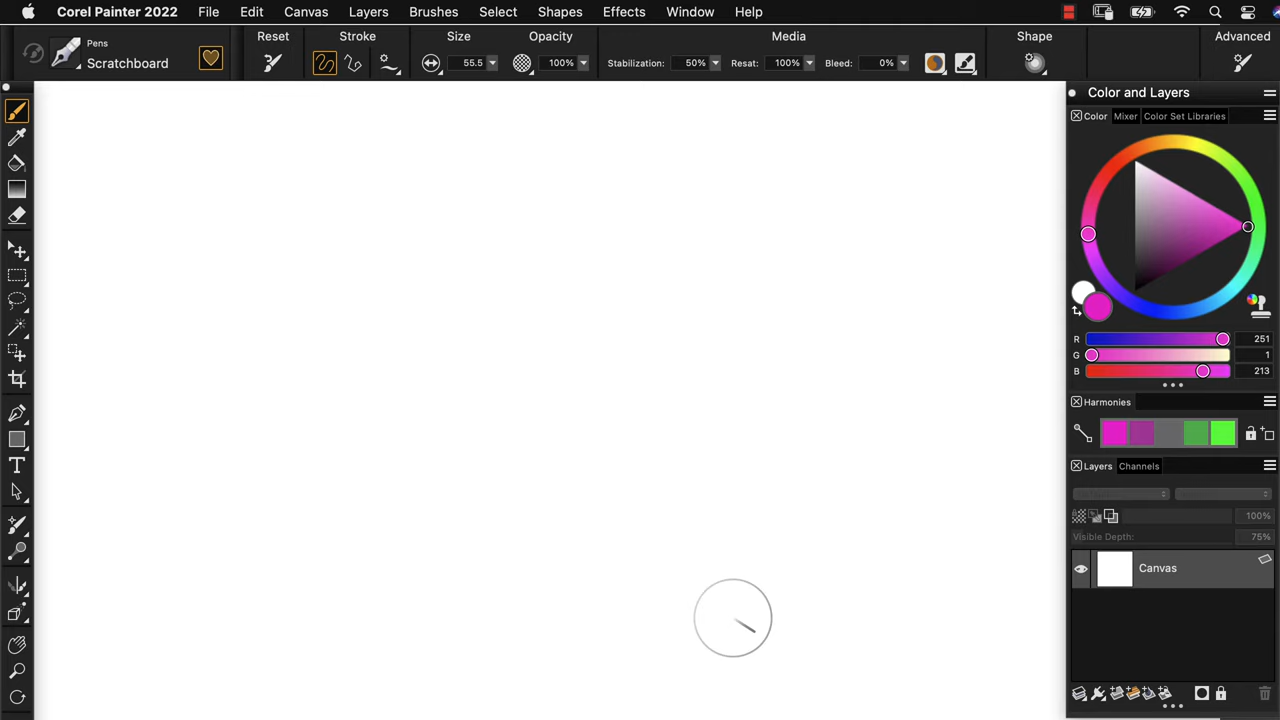 Corel Painter 2022 File Edit Canvas Layers Brushes Select Shapes Effects Window Help
Pens
Scratchboard
Reset Stroke Size Opacity Media Shape Advanced
55.5 100% Stabilization: 50% Resat: 100% Bleed: 0%
Color and Layers
Color Mixer Color Set Libraries
R 251
G 1
B 213
Harmonies
Layers Channels
100%
Visible Depth: 75%
Canvas
T